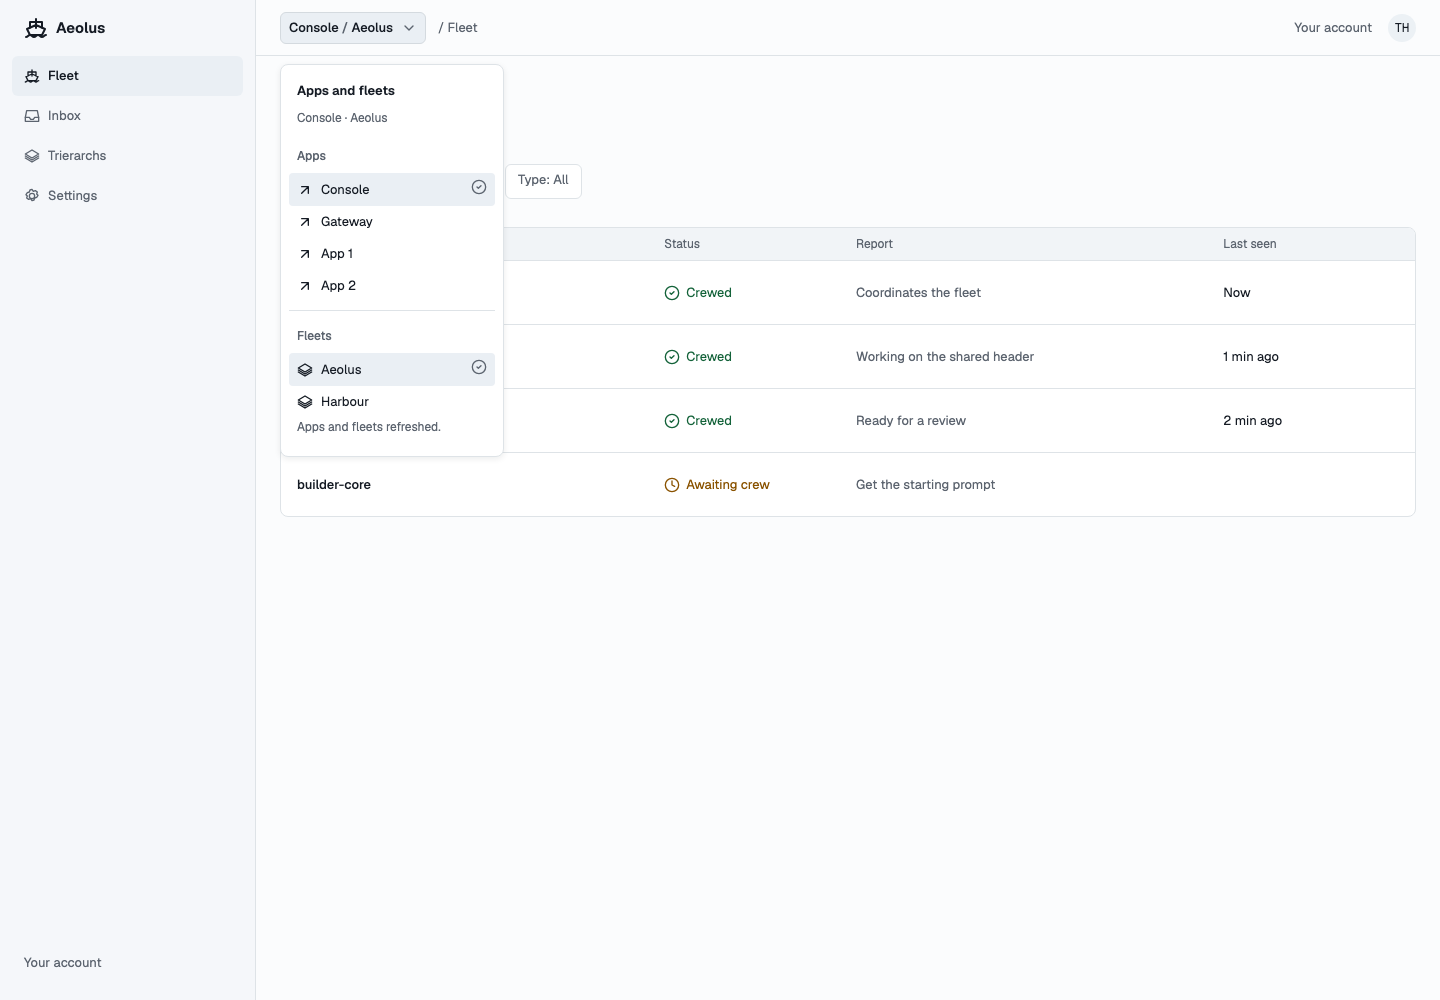 Aeolus
Fleet
Inbox
Trierarchs
Settings
Your account
Console / Aeolus
/ Fleet
Your account
TH
Apps and fleets
Console · Aeolus
Apps
Console
Gateway
App 1
App 2
Fleets
Aeolus
Harbour
Apps and fleets refreshed.
Type: All
Status Report Last seen
Crewed Coordinates the fleet Now
Crewed Working on the shared header 1 min ago
Crewed Ready for a review 2 min ago
builder-core Awaiting crew Get the starting prompt